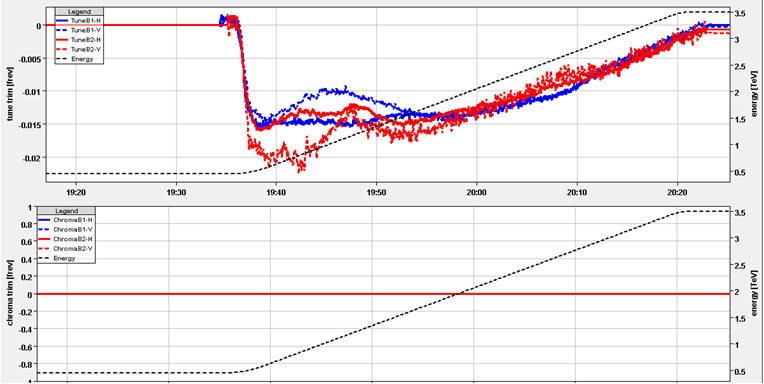 Legend
TuneB1-H
TuneB1-V
TuneB2-H
TuneB2-V
Energy
tune trim [frev]
0
-0.005
-0.01
-0.015
-0.02
3.5
3
2.5
2
1.5
1
0.5
energy [TeV]
19:20
19:30
19:40
19:50
20:00
20:10
20:20
Legend
ChromaB1-H
ChromaB1-V
ChromaB2-H
ChromaB2-V
Energy
chroma trim [frev]
1
0.8
0.6
0.4
0.2
0
-0.2
-0.4
-0.6
-0.8
3.5
3
2.5
2
1.5
1
0.5
energy [TeV]